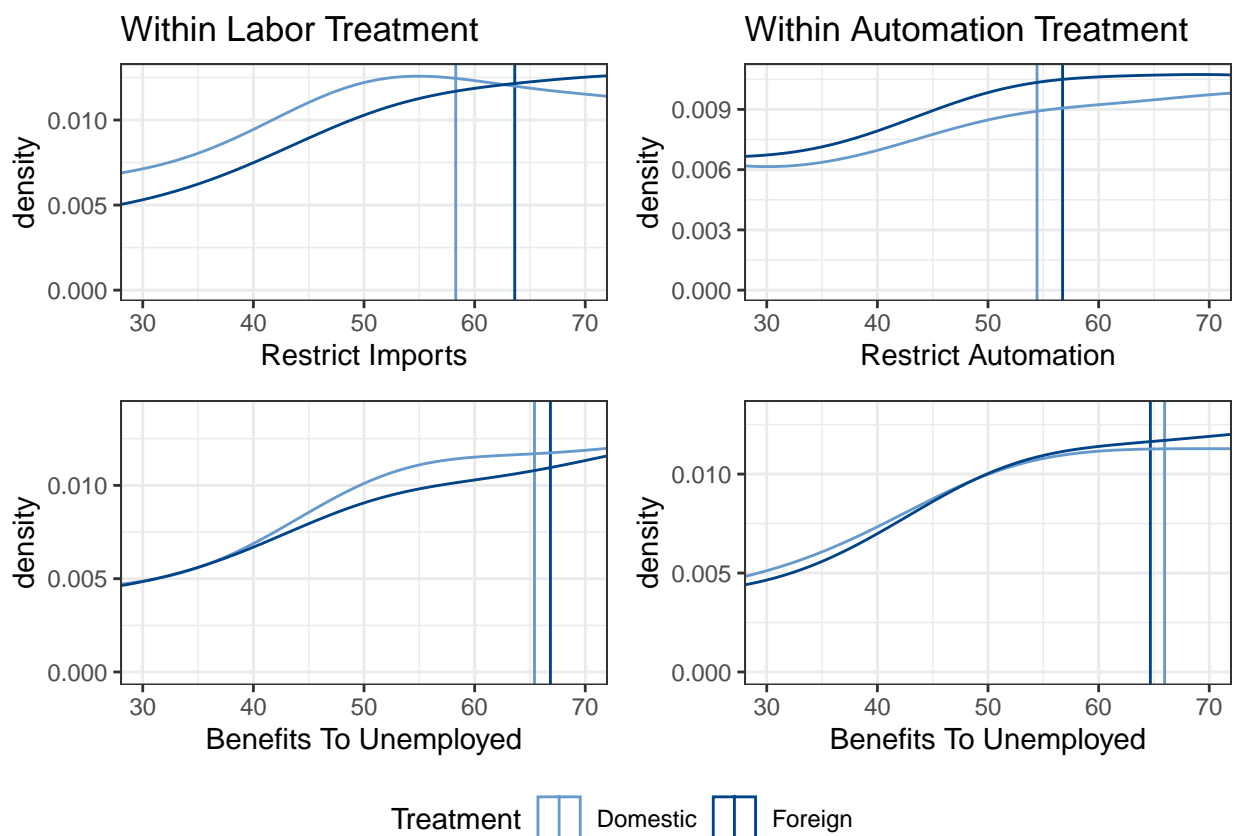 Within Labor Treatment
Within Automation Treatment
density
0.010
0.005
0.000
30 40 50 60 70
Restrict Imports
density
0.009
0.006
0.003
0.000
30 40 50 60 70
Restrict Automation
density
0.010
0.005
0.000
30 40 50 60 70
Benefits To Unemployed
density
0.010
0.005
0.000
30 40 50 60 70
Benefits To Unemployed
Treatment Domestic Foreign